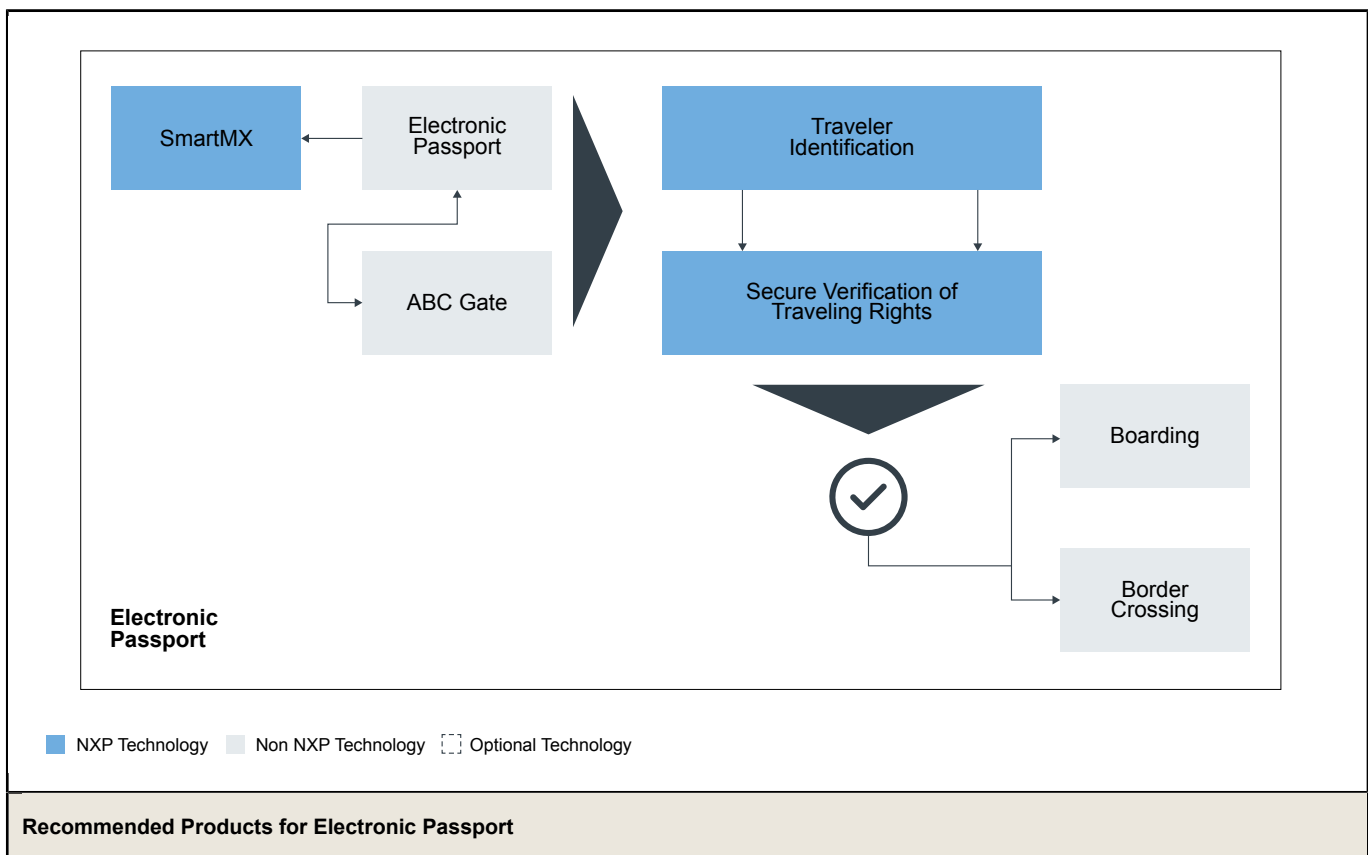 SmartMX
Electronic
Passport
Traveler
Identification
ABC Gate
Secure Verification of
Traveling Rights
Boarding
Border
Crossing
Electronic
Passport
NXP Technology
Non NXP Technology
Optional Technology
Recommended Products for Electronic Passport